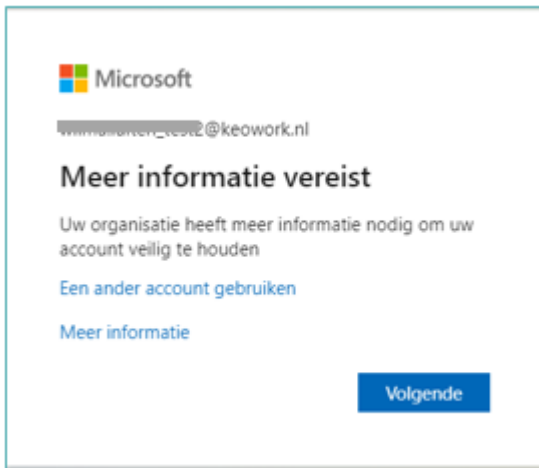 Microsoft
@keowork.nl
Meer informatie vereist
Uw organisatie heeft meer informatie nodig om uw
account veilig te houden
Een ander account gebruiken
Meer informatie
Volgende